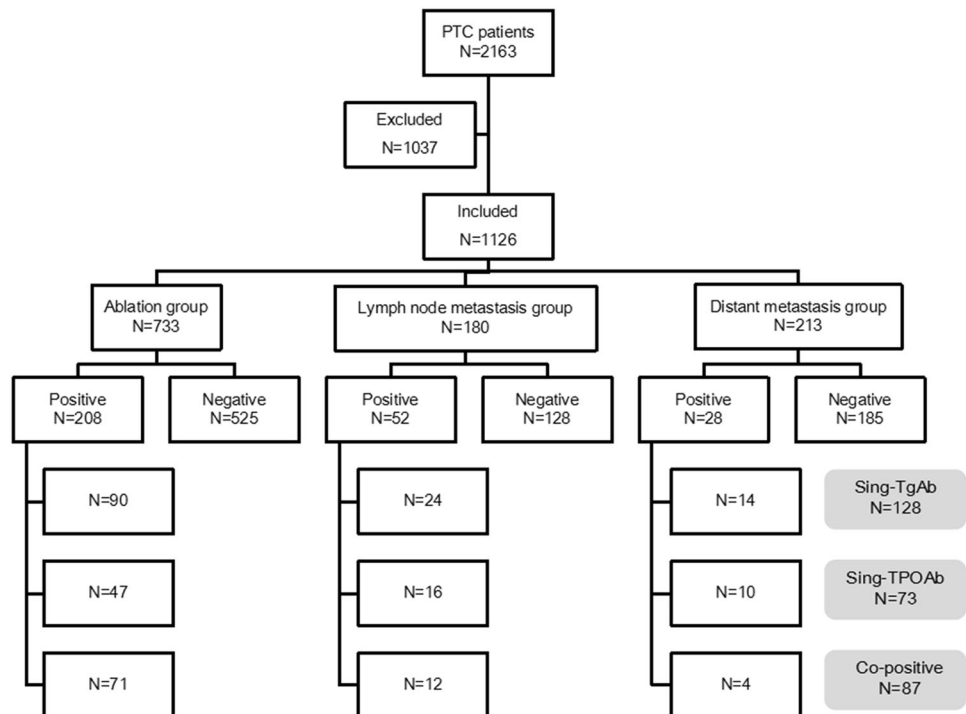 PTC patients
N=2163
Excluded
N=1037
Included
N=1126
Ablation group
N=733
Lymph node metastasis group
N=180
Distant metastasis group
N=213
Positive
N=208
Negative
N=525
Positive
N=52
Negative
N=128
Positive
N=28
Negative
N=185
N=90
N=24
N=14
Sing-TgAb
N=128
N=47
N=16
N=10
Sing-TPOAb
N=73
N=71
N=12
N=4
Co-positive
N=87